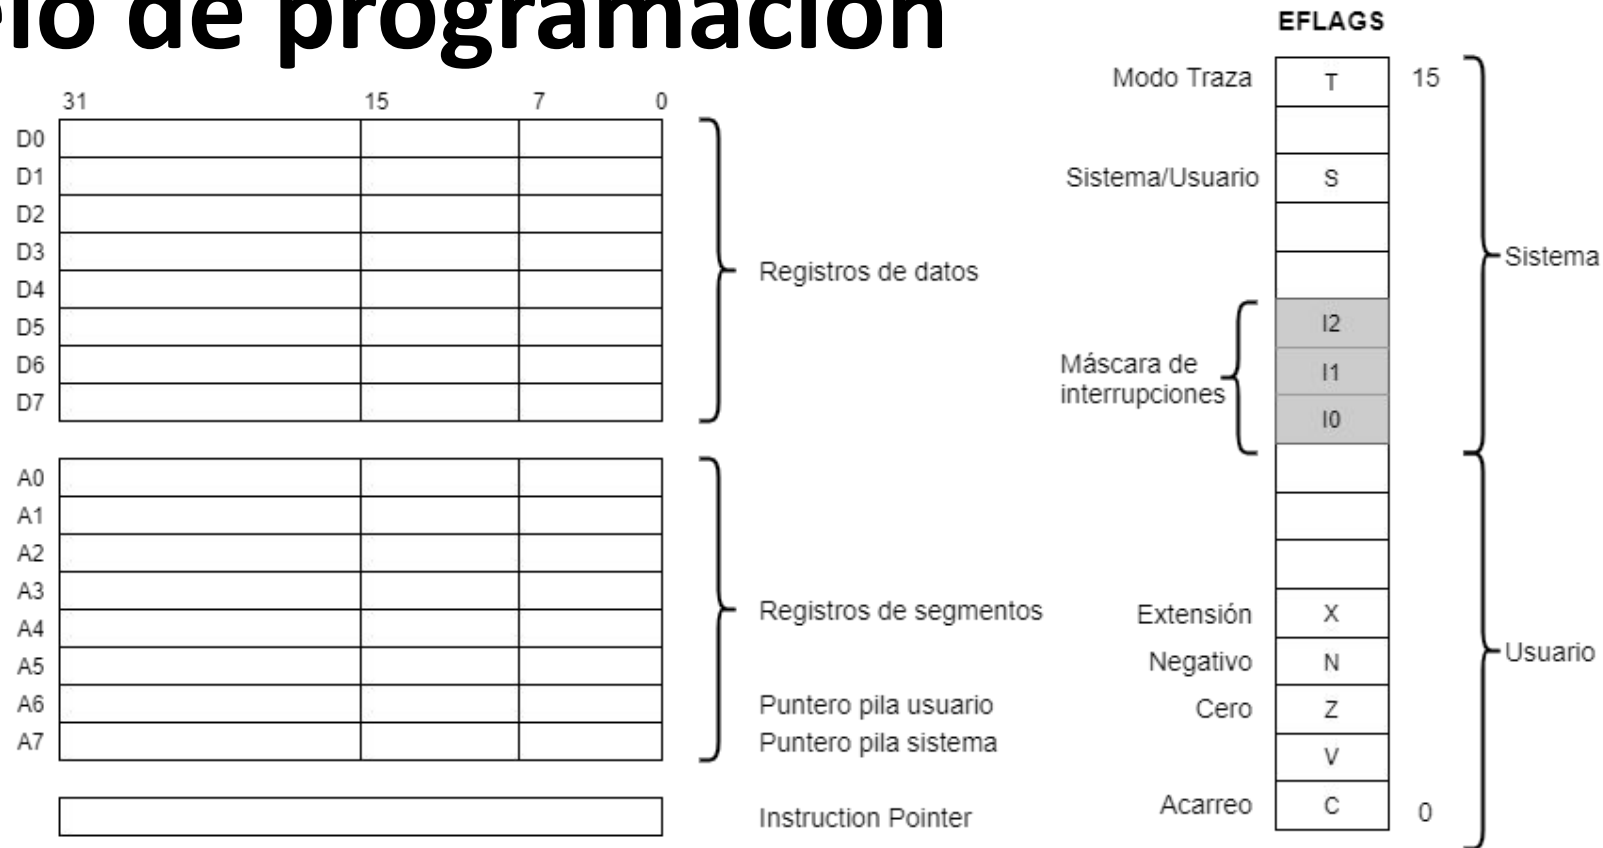 elo de programación
31 15 7 0
D0
D1
D2
D3
D4
D5
D6
D7
Registros de datos
A0
A1
A2
A3
A4
A5
A6
A7
Registros de segmentos
Puntero pila usuario
Puntero pila sistema
Instruction Pointer
EFLAGS
Modo Traza T 15
Sistema/Usuario S
Sistema
I2
Máscara de
interrupciones
I1
I0
Extensión X
Negativo N
Usuario
Cero Z
V
Acarreo C 0